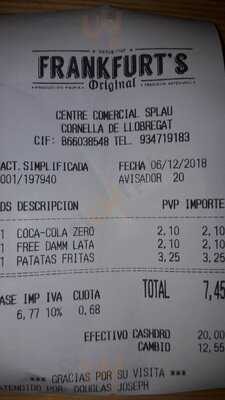 FRANKFURT'S
Original
CENTRE COMERCIAL SPLAU
CORNELLA DE LLOBREGAT
CIF: B66038548 TEL. 934719183
ACT.SIMPLIFICADA FECHA 06/12/2018
001/197940 AVISADOR 20
DS DESCRIPCION PVP IMPORTE
1 COCA-COLA ZERO 2,10 2,10
1 FREE DAMM LATA 2,10 2,10
1 PATATAS FRITAS 3,25 3,25
ASE IMP IVA CUOTA TOTAL 7,45
6,77 10% 0,68
EFECTIVO CASHDRO 20,00
CAMBIO 12,55
*** GRACIAS POR SU VISITA ***
ATENDIDO POR: DOUGLAS JOSEPH